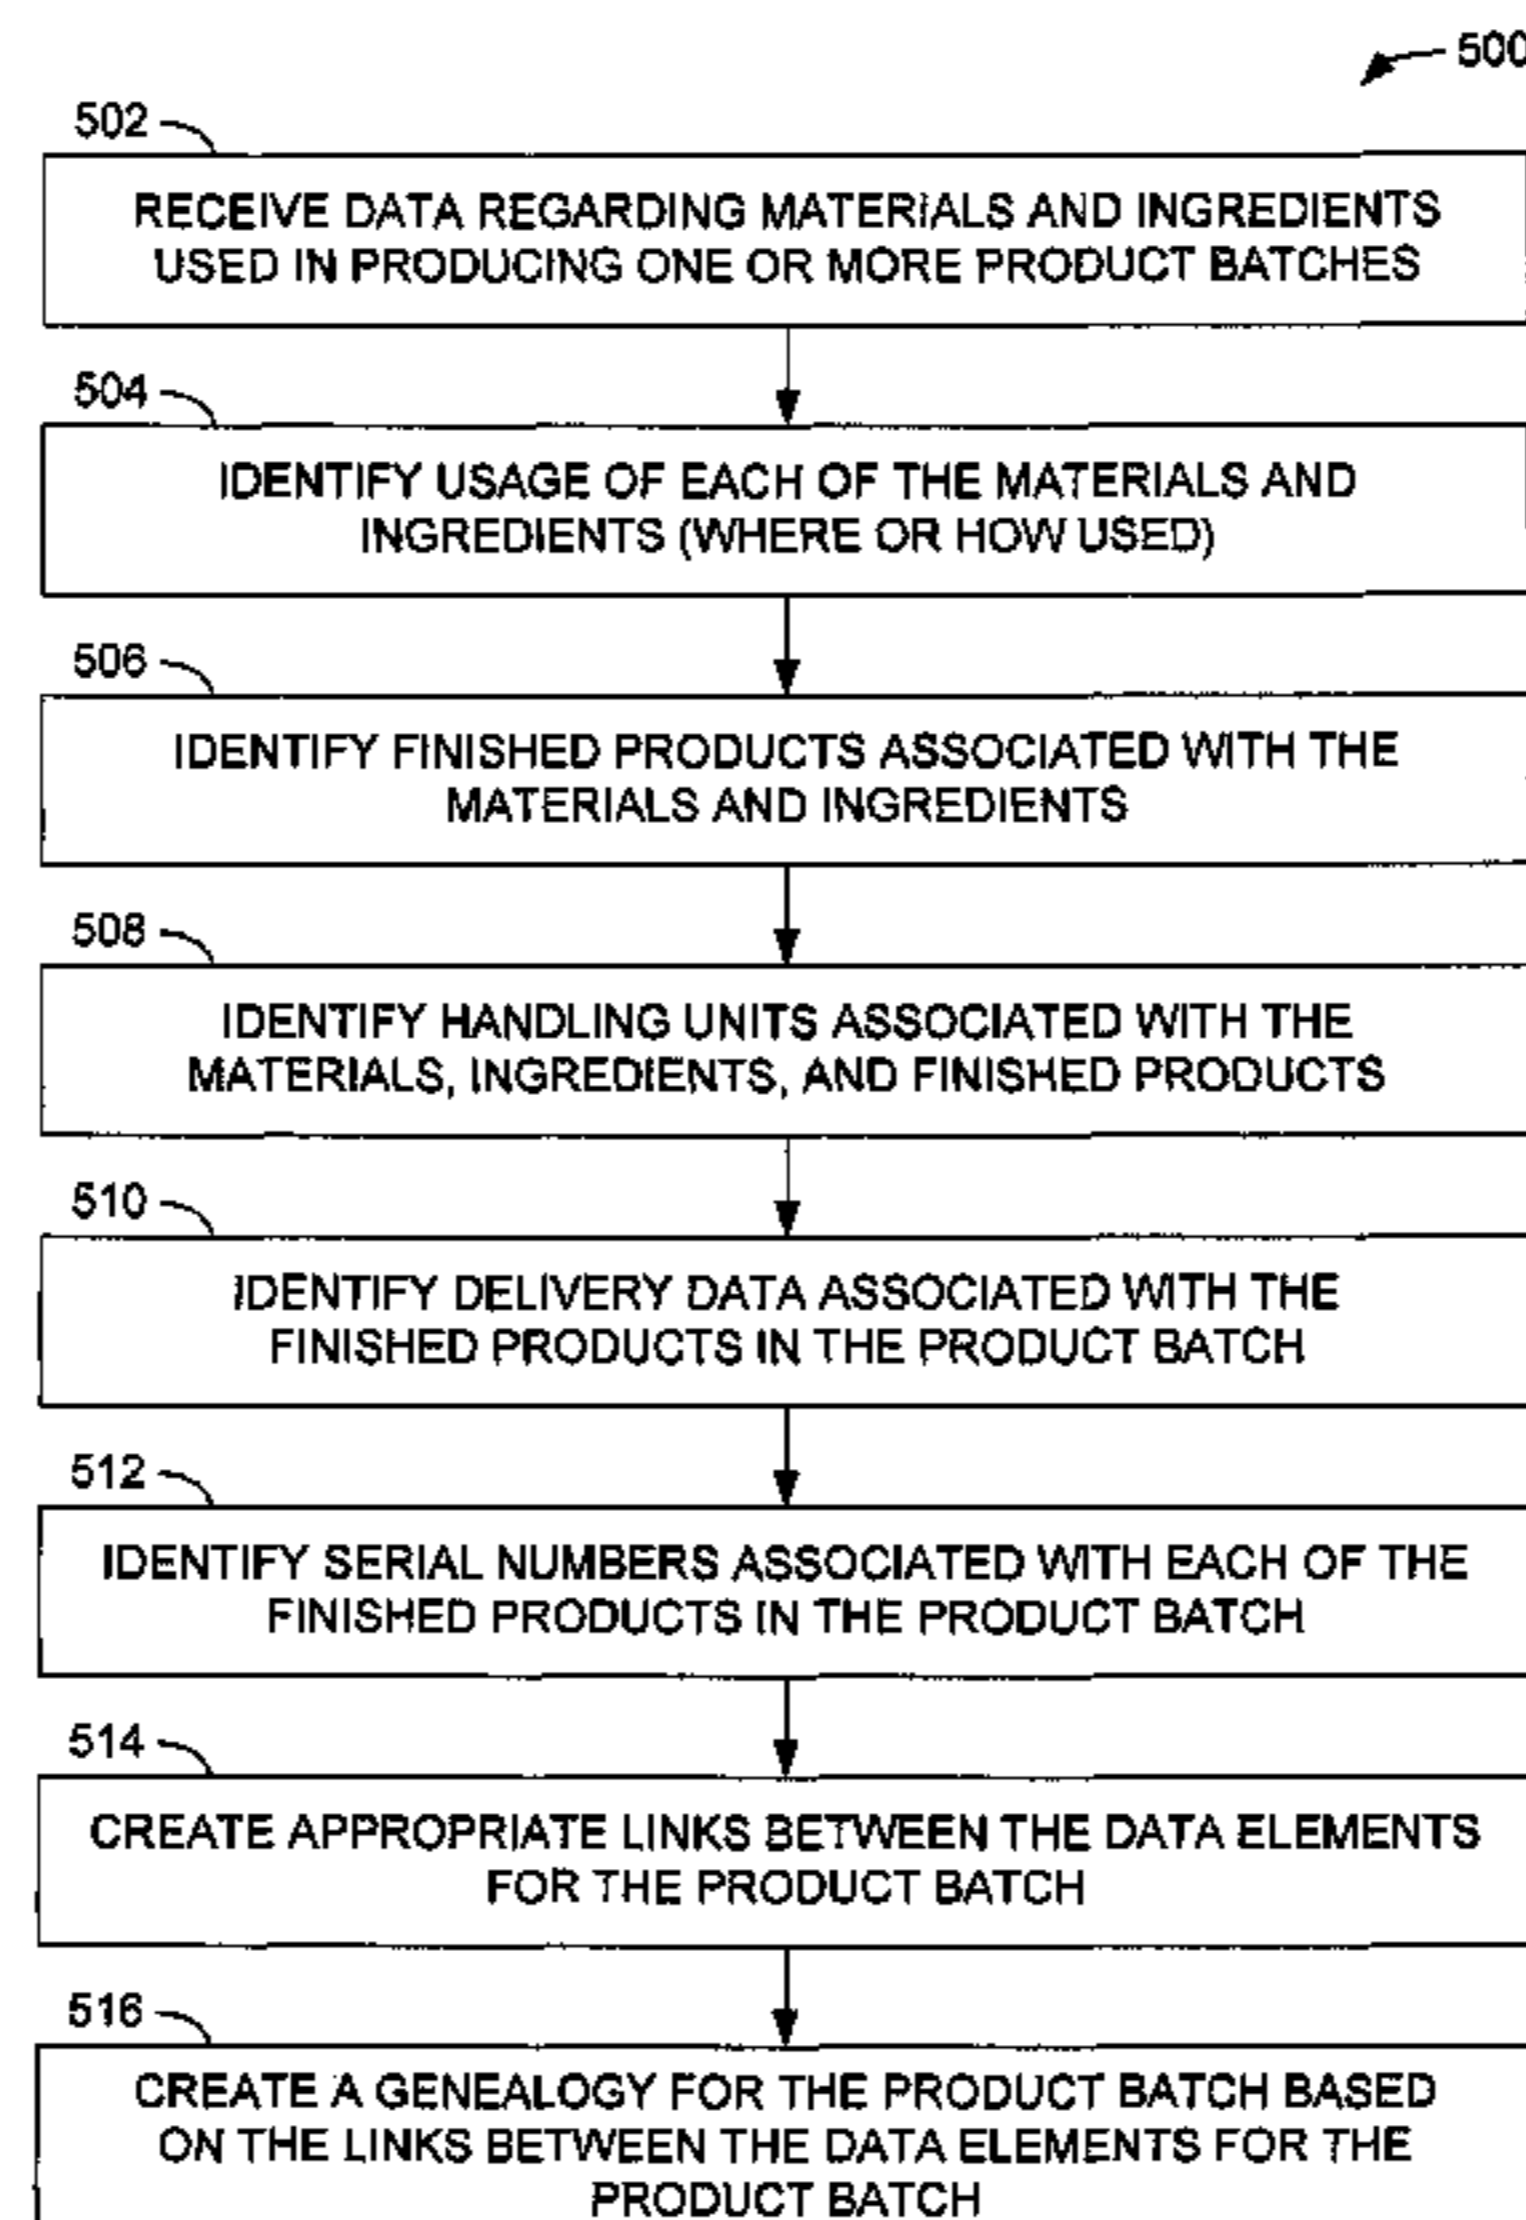 500
502
RECEIVE DATA REGARDING MATERIALS AND INGREDIENTS
USED IN PRODUCING ONE OR MORE PRODUCT BATCHES
504
IDENTIFY USAGE OF EACH OF THE MATERIALS AND
INGREDIENTS (WHERE OR HOW USED)
506
IDENTIFY FINISHED PRODUCTS ASSOCIATED WITH THE
MATERIALS AND INGREDIENTS
508
IDENTIFY HANDLING UNITS ASSOCIATED WITH THE
MATERIALS, INGREDIENTS, AND FINISHED PRODUCTS
510
IDENTIFY DELIVERY DATA ASSOCIATED WITH THE
FINISHED PRODUCTS IN THE PRODUCT BATCH
512
IDENTIFY SERIAL NUMBERS ASSOCIATED WITH EACH OF THE
FINISHED PRODUCTS IN THE PRODUCT BATCH
514
CREATE APPROPRIATE LINKS BETWEEN THE DATA ELEMENTS
FOR THE PRODUCT BATCH
516
CREATE A GENEALOGY FOR THE PRODUCT BATCH BASED
ON THE LINKS BETWEEN THE DATA ELEMENTS FOR THE
PRODUCT BATCH